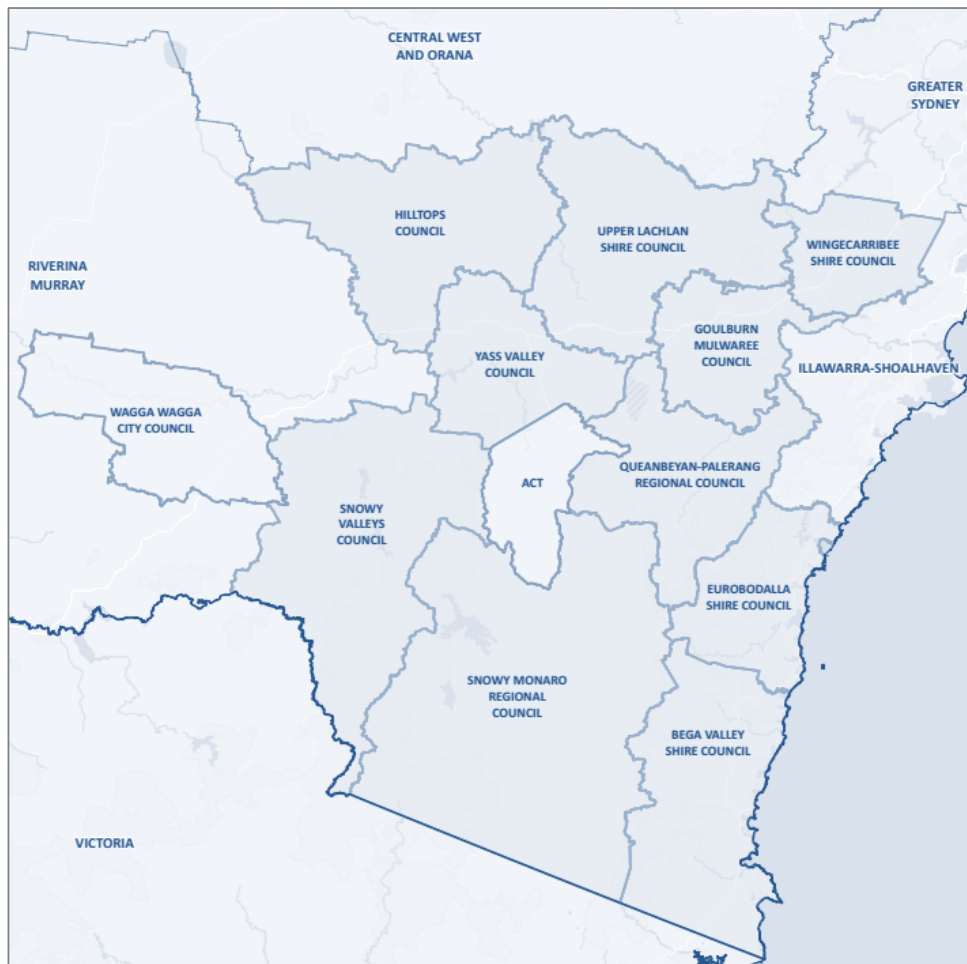 CENTRAL WEST
AND ORANA
GREATER
SYDNEY
HILLTOPS
COUNCIL
UPPER LACHLAN
SHIRE COUNCIL
WINGECARRIBEE
SHIRE COUNCIL
RIVERINA
MURRAY
GOULBURN
MULWAREE
COUNCIL
YASS VALLEY
COUNCIL
ILLAWARRA-SHOALHAVEN
WAGGA WAGGA
CITY COUNCIL
QUEANBEYAN-PALERANG
REGIONAL COUNCIL
ACT
SNOWY
VALLEYS
COUNCIL
EUROBODALLA
SHIRE COUNCIL
SNOWY MONARO
REGIONAL
COUNCIL
BEGA VALLEY
SHIRE COUNCIL
VICTORIA